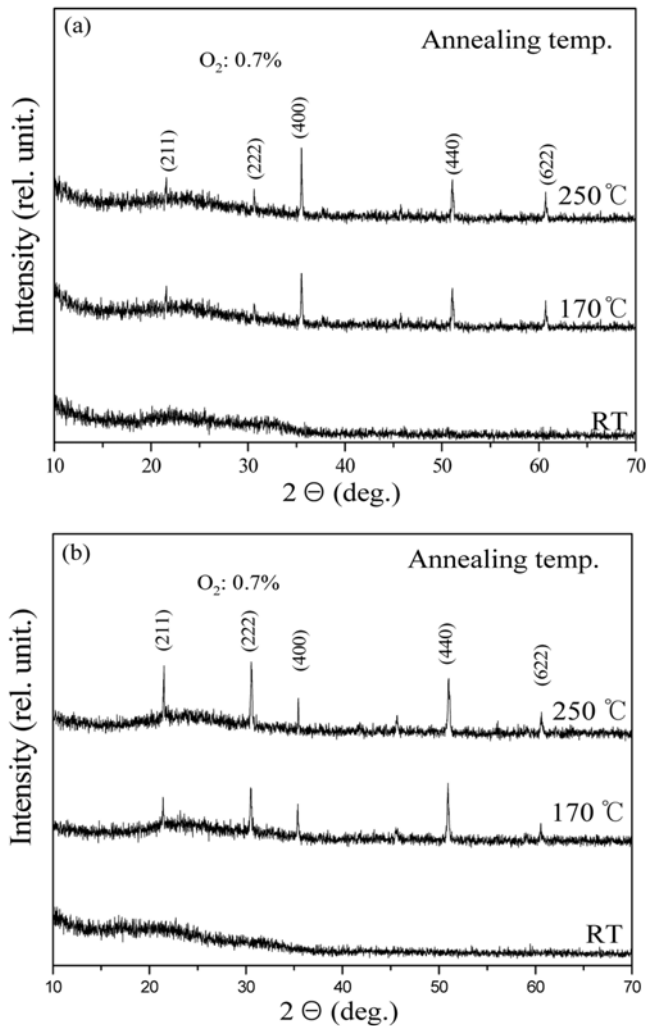 (a)
Annealing temp.
O₂: 0.7%
(211)
(222)
(400)
(440)
(622)
250 ℃
170 ℃
RT
Intensity (rel. unit.)
10 20 30 40 50 60 70
2 Θ (deg.)
(b)
Annealing temp.
O₂: 0.7%
(211)
(222)
(400)
(440)
(622)
250 ℃
170 ℃
RT
Intensity (rel. unit.)
10 20 30 40 50 60 70
2 Θ (deg.)